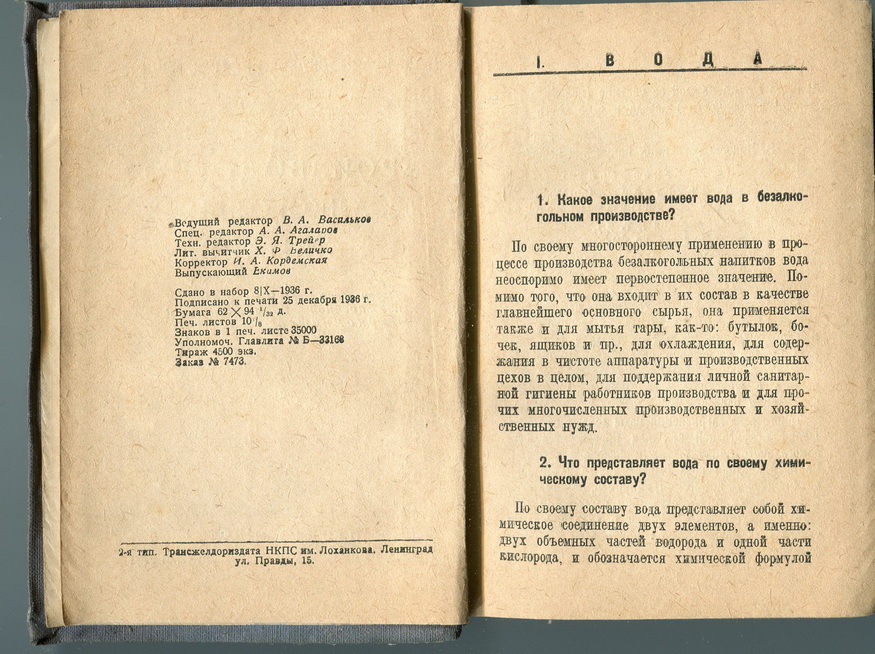 Ведущий редактор В. А. Васильков
Спец. редактор А. А. Агаланов
Техн. редактор Э. Я. Трейер
Лит. вычитчик Х. Ф Величко
Корректор И. А. Кордемская
Выпускающий Екимов
Сдано в набор 8|X—1936 г.
Подписано к печати 25 декабря 1936 г.
Бумага 62 × 94 1/32 д.
Печ. листов 10 1/8
Знаков в 1 печ. листе 35000
Уполномоч. Главлита № Б—33168
Тираж 4500 экз.
Заказ № 7473.
2-я тип. Трансжелдориздата НКПС им. Лоханкова, Ленинград
ул. Правды, 15.
I. ВОДА
1. Какое значение имеет вода в безалко-
гольном производстве?
По своему многостороннему применению в про-
цессе производства безалкогольных напитков вода
неоспоримо имеет первостепенное значение. По-
мимо того, что она входит в их состав в качестве
главнейшего основного сырья, она применяется
также и для мытья тары, как-то: бутылок, бо-
чек, ящиков и пр., для охлаждения, для содер-
жания в чистоте аппаратуры и производственных
цехов в целом, для поддержания личной санитар-
ной гигиены работников производства и для про-
чих многочисленных производственных и хозяй-
ственных нужд.
2. Что представляет вода по своему хими-
ческому составу?
По своему составу вода представляет собой хи-
мическое соединение двух элементов, а именно:
двух объемных частей водорода и одной части
кислорода, и обозначается химической формулой